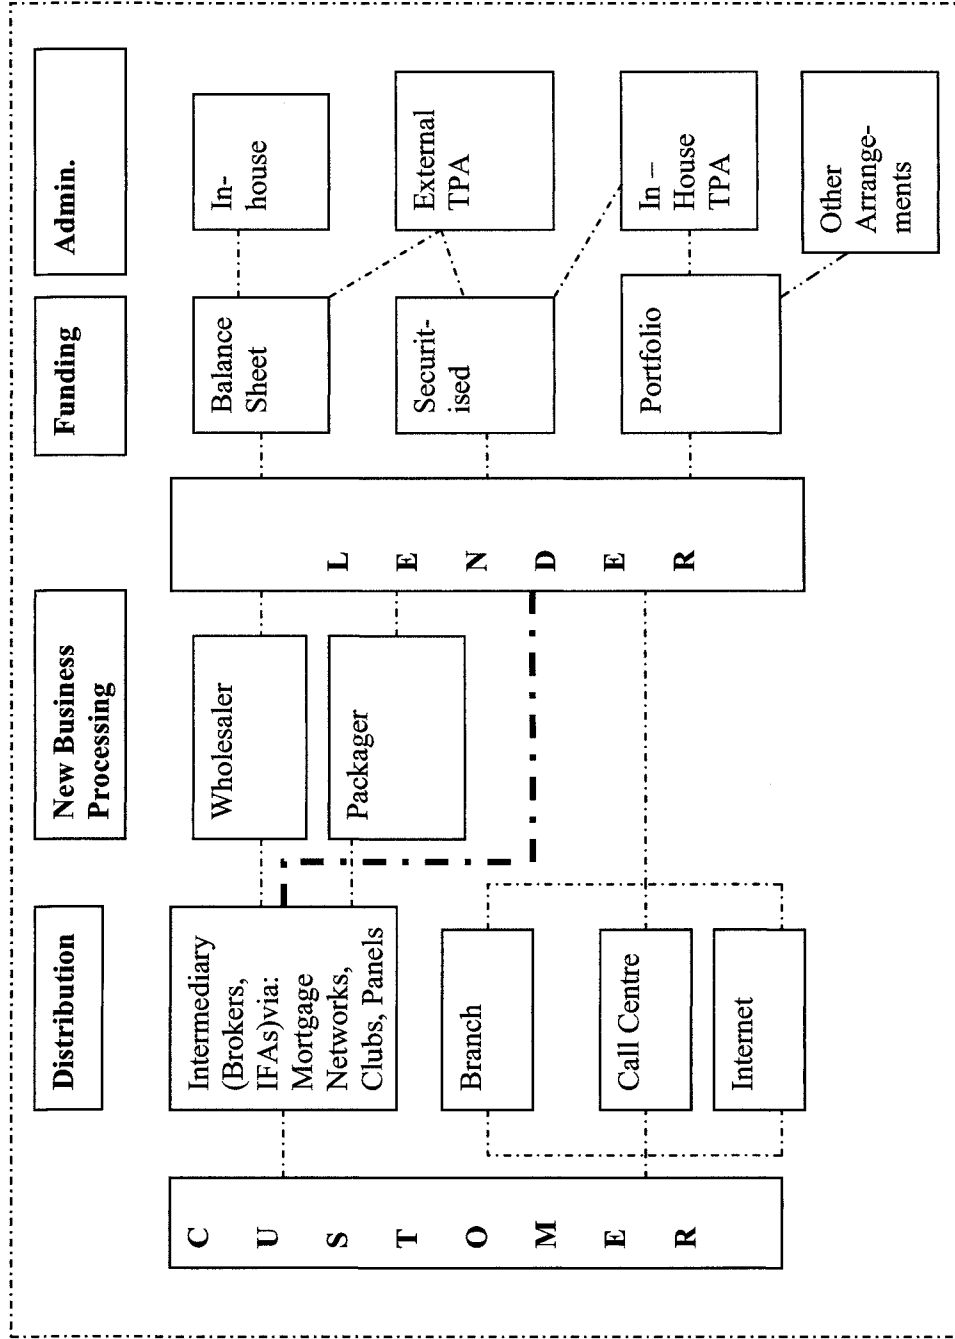 Distribution
New Business
Processing
Funding
Admin.
C
U
S
T
O
M
E
R
Intermediary
(Brokers,
IFAs)via:
Mortgage
Networks,
Clubs, Panels
Branch
Call Centre
Internet
Wholesaler
Packager
L
E
N
D
E
R
Balance
Sheet
Securit-
ised
Portfolio
In-
house
External
TPA
In –
House
TPA
Other
Arrange-
ments